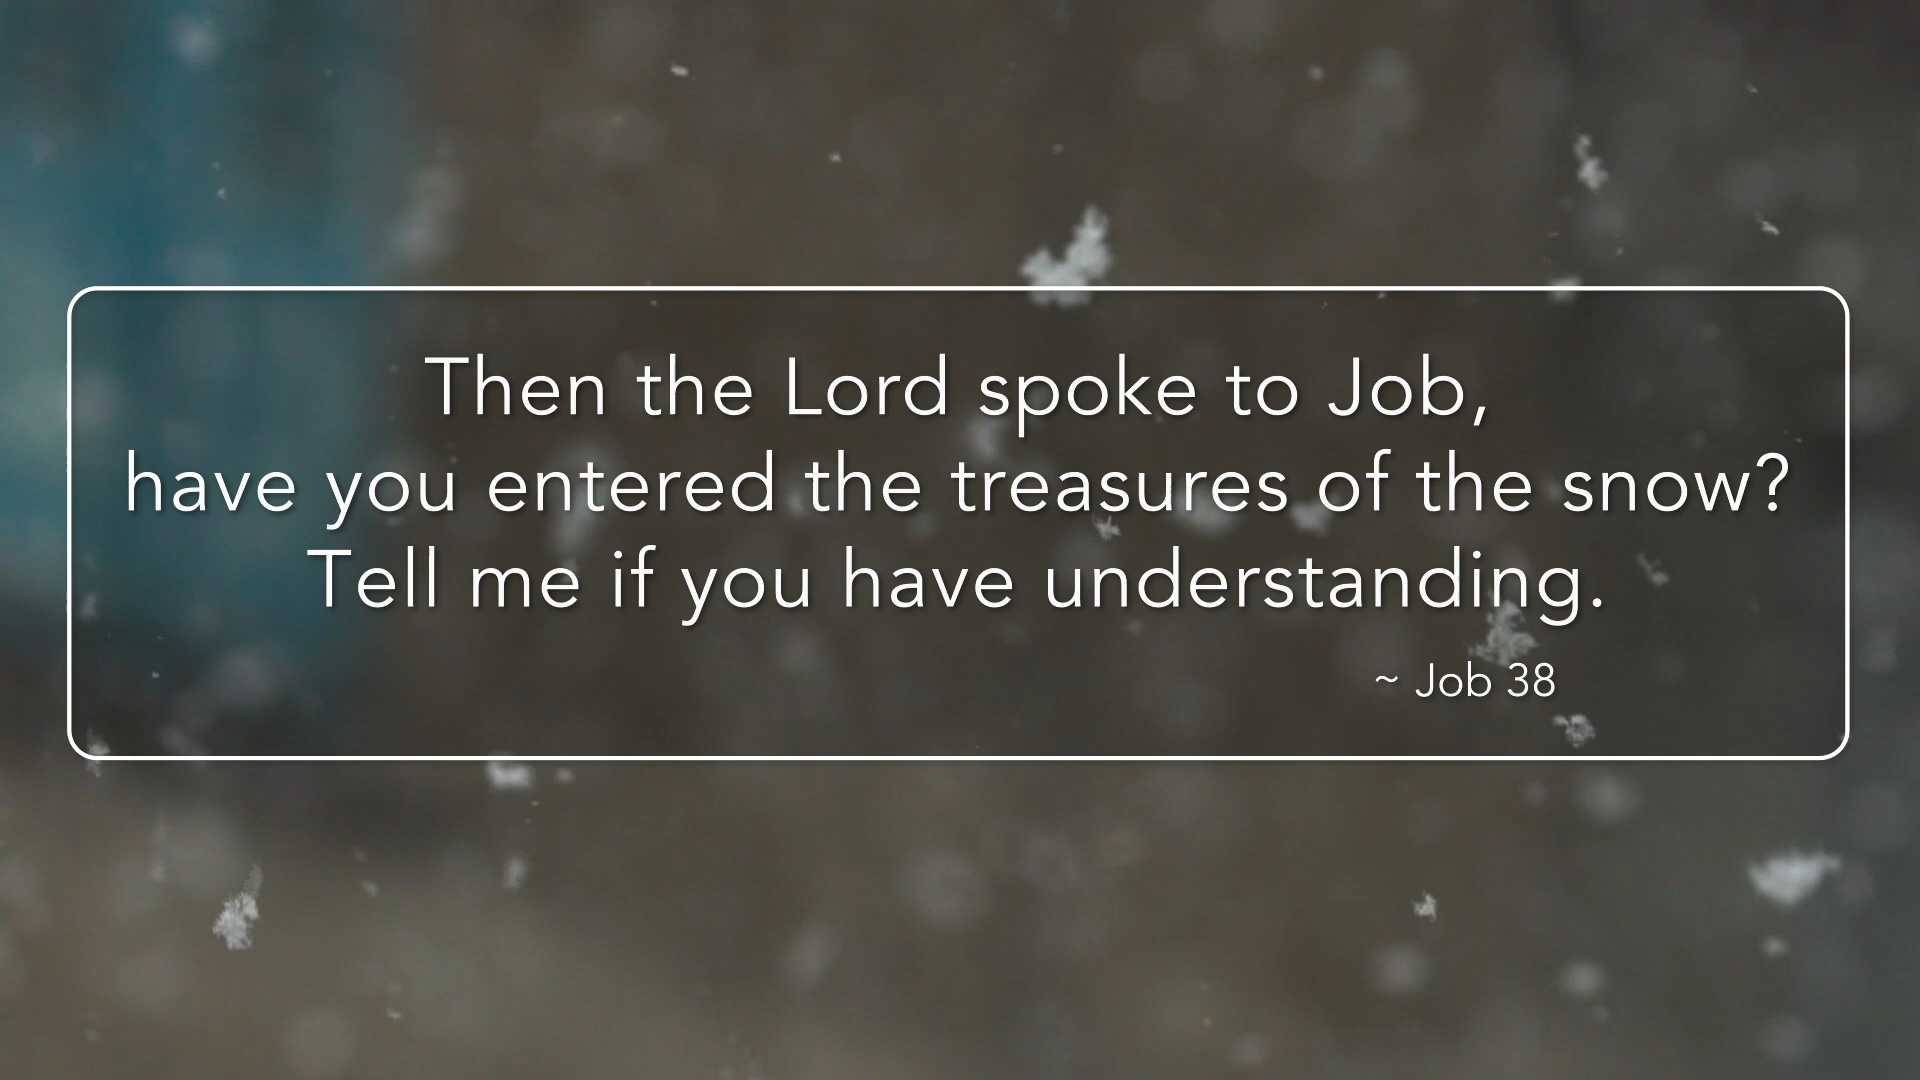 Then the Lord spoke to Job,
have you entered the treasures of the snow?
Tell me if you have understanding.
~ Job 38